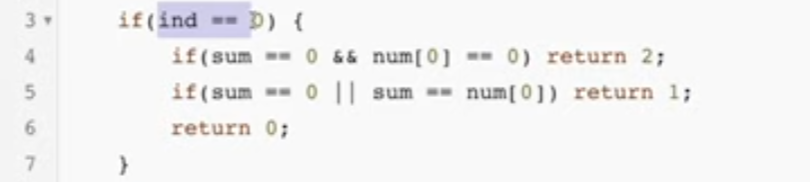 3 if(ind == 0) {
4 if(sum == 0 && num[0] == 0) return 2;
5 if(sum == 0 || sum == num[0]) return 1;
6 return 0;
7 }